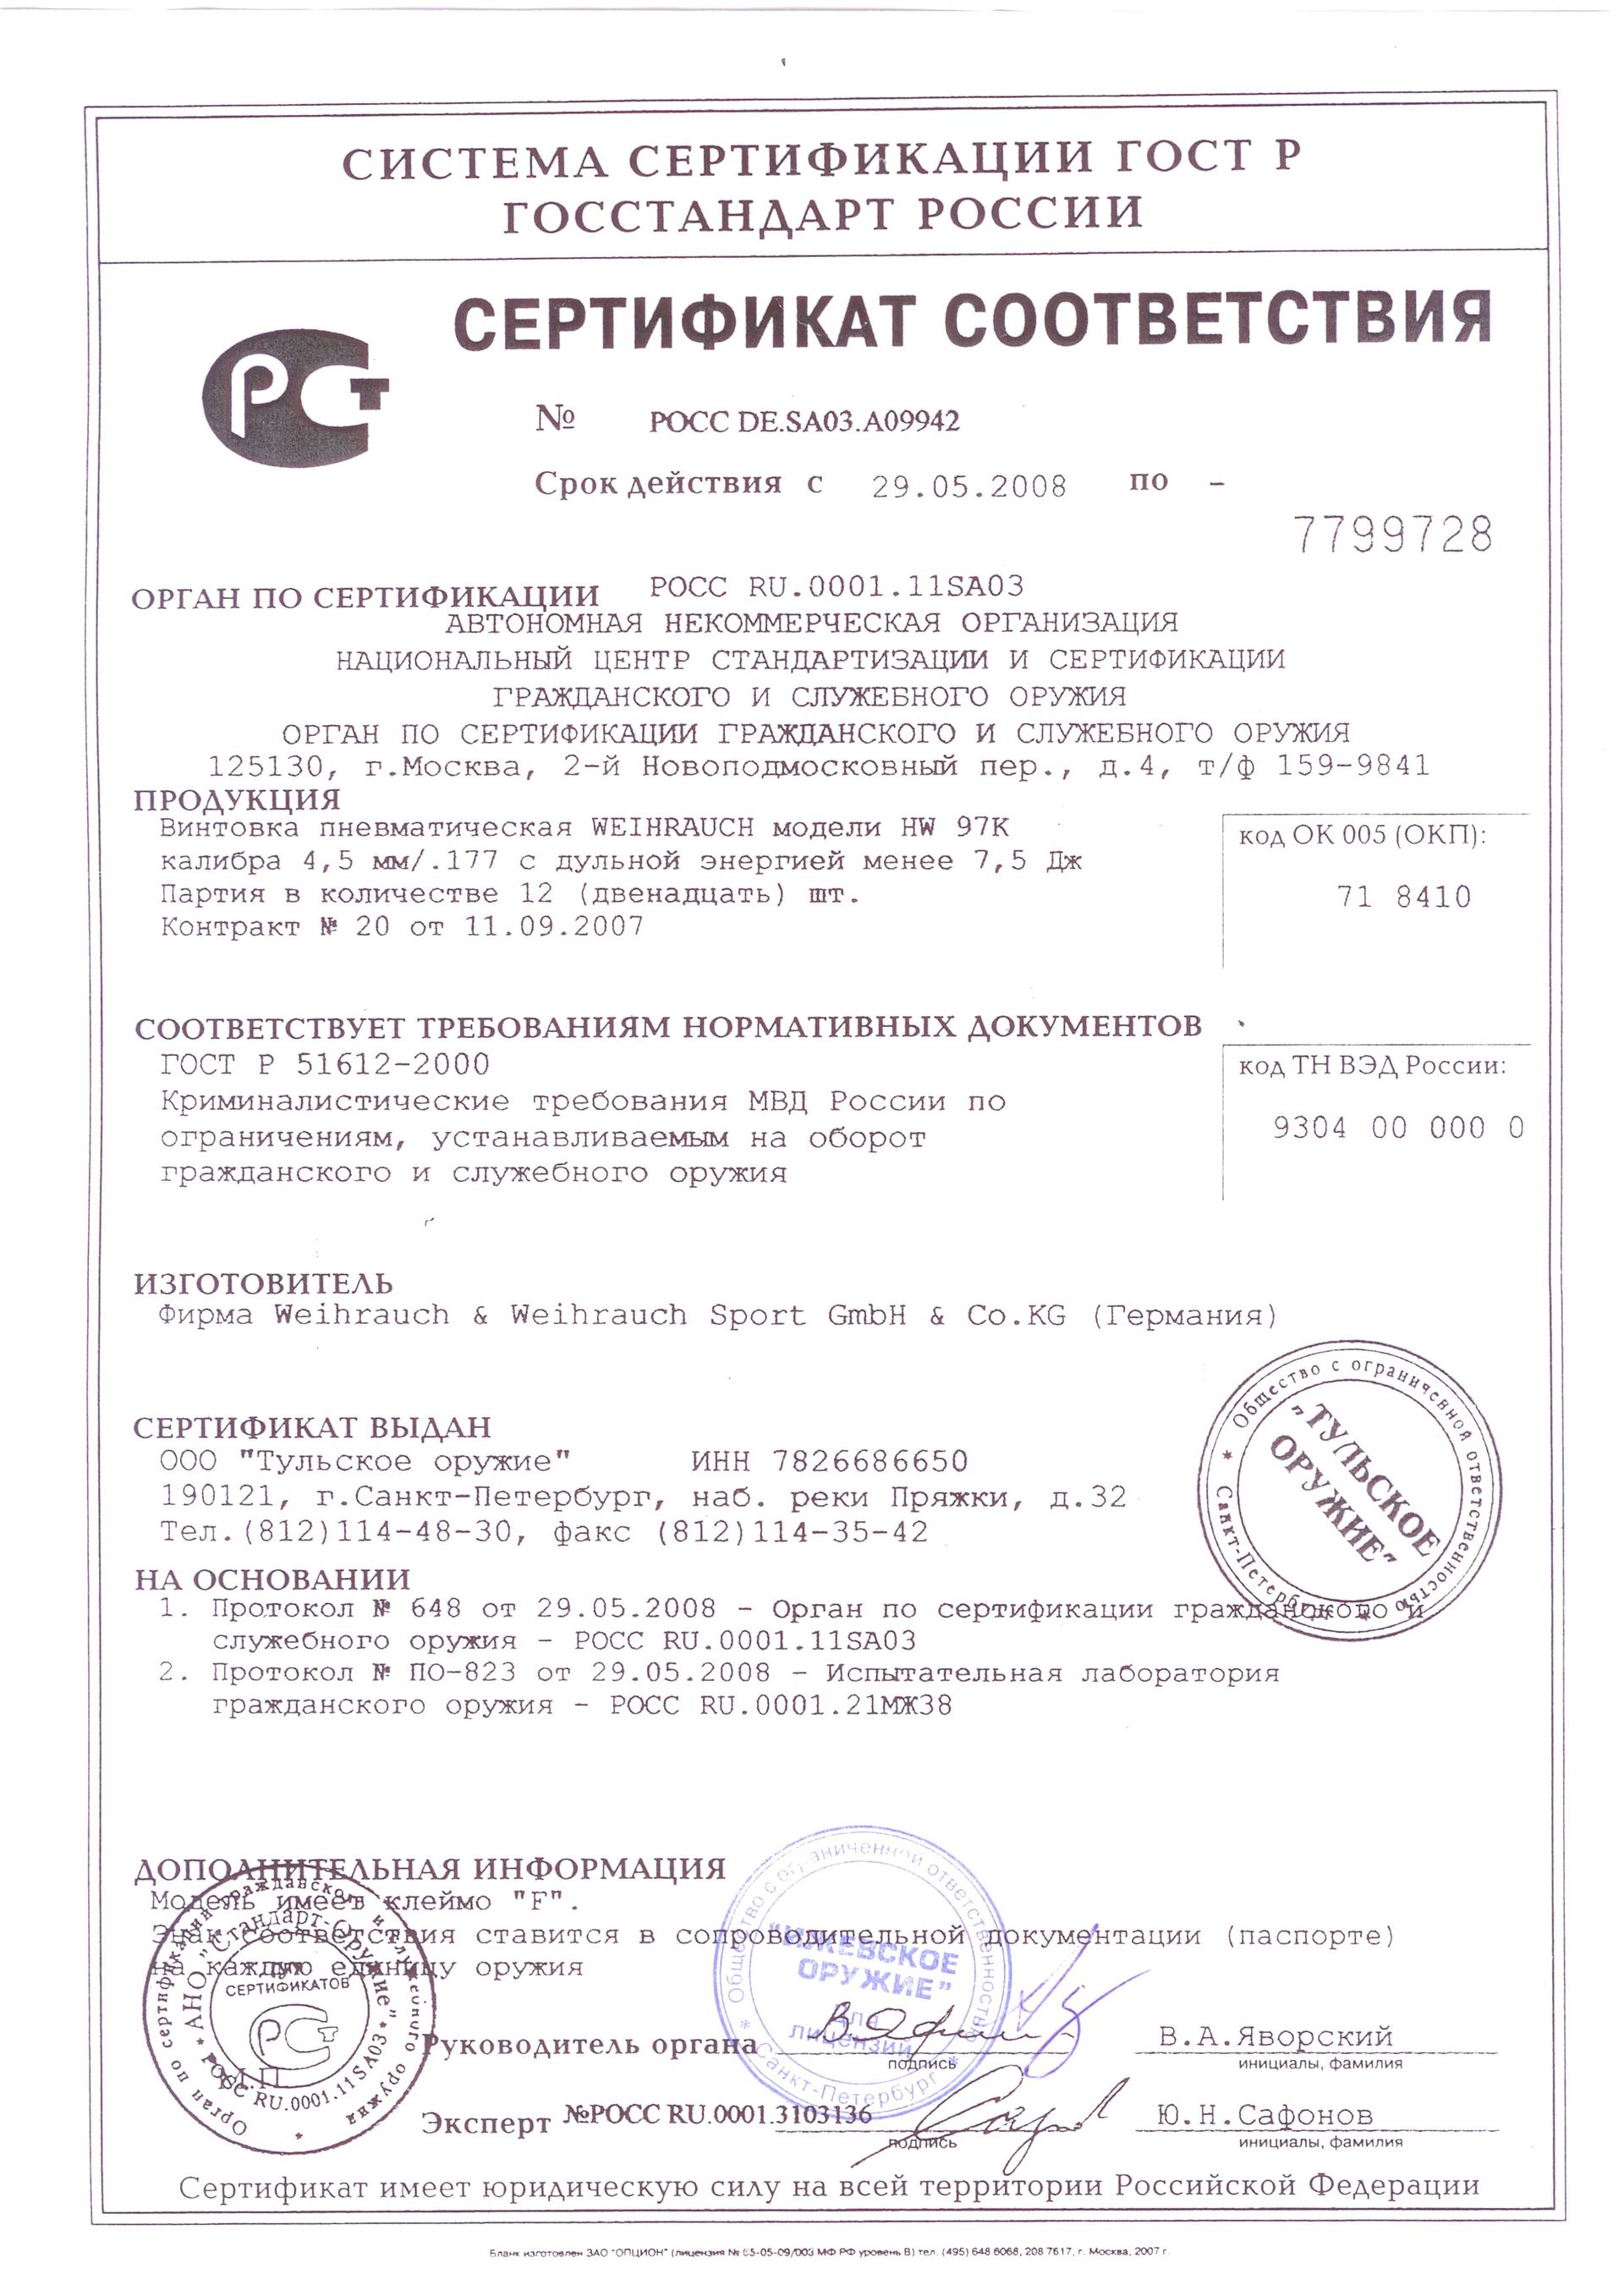 СИСТЕМА СЕРТИФИКАЦИИ ГОСТ Р
ГОССТАНДАРТ РОССИИ
СЕРТИФИКАТ СООТВЕТСТВИЯ
№ РОСС DE.SA03.A09942
Срок действия с 29.05.2008 по -
7799728
ОРГАН ПО СЕРТИФИКАЦИИ РОСС RU.0001.11SA03
АВТОНОМНАЯ НЕКОММЕРЧЕСКАЯ ОРГАНИЗАЦИЯ
НАЦИОНАЛЬНЫЙ ЦЕНТР СТАНДАРТИЗАЦИИ И СЕРТИФИКАЦИИ
ГРАЖДАНСКОГО И СЛУЖЕБНОГО ОРУЖИЯ
ОРГАН ПО СЕРТИФИКАЦИИ ГРАЖДАНСКОГО И СЛУЖЕБНОГО ОРУЖИЯ
125130, г.Москва, 2-й Новоподмосковный пер., д.4, т/ф 159-9841
ПРОДУКЦИЯ
Винтовка пневматическая WEIHRAUCH модели HW 97K
калибра 4,5 мм/.177 с дульной энергией менее 7,5 Дж
Партия в количестве 12 (двенадцать) шт.
Контракт № 20 от 11.09.2007
код ОК 005 (ОКП):
71 8410
СООТВЕТСТВУЕТ ТРЕБОВАНИЯМ НОРМАТИВНЫХ ДОКУМЕНТОВ
ГОСТ Р 51612-2000
Криминалистические требования МВД России по
ограничениям, устанавливаемым на оборот
гражданского и служебного оружия
код ТН ВЭД России:
9304 00 000 0
ИЗГОТОВИТЕЛЬ
Фирма Weihrauch & Weihrauch Sport GmbH & Co.KG (Германия)
СЕРТИФИКАТ ВЫДАН
ООО "Тульское оружие" ИНН 7826686650
190121, г.Санкт-Петербург, наб. реки Пряжки, д.32
Тел.(812)114-48-30, факс (812)114-35-42
Общество с ограниченной ответственностью
* Санкт-Петербург *
"ТУЛЬСКОЕ
ОРУЖИЕ"
НА ОСНОВАНИИ
1. Протокол № 648 от 29.05.2008 - Орган по сертификации гражданского и
служебного оружия - РОСС RU.0001.11SA03
2. Протокол № ПО-823 от 29.05.2008 - Испытательная лаборатория
гражданского оружия - РОСС RU.0001.21МЖ38
ДОПОЛНИТЕЛЬНАЯ ИНФОРМАЦИЯ
Модель имеет клеймо "F".
Знак соответствия ставится в сопроводительной документации (паспорте)
на каждую единицу оружия
Орган по сертификации гражданского и служебного оружия
* АНО "Стандарт-Оружие" *
РОСС RU.0001.11SA03
ДЛЯ
СЕРТИФИКАТОВ
М.П.
Общество с ограниченной ответственностью
* Санкт-Петербург *
"ИЖЕВСКОЕ
ОРУЖИЕ"
Для
лицензий
Руководитель органа
подпись
В.А.Яворский
инициалы, фамилия
Эксперт №РОСС RU.0001.3103136
подпись
Ю.Н.Сафонов
инициалы, фамилия
Сертификат имеет юридическую силу на всей территории Российской Федерации
Бланк изготовлен ЗАО "ОПЦИОН" (лицензия № 05-05-09/003 МФ РФ уровень В) тел. (495) 648 6068, 208 7617, г. Москва, 2007 г.